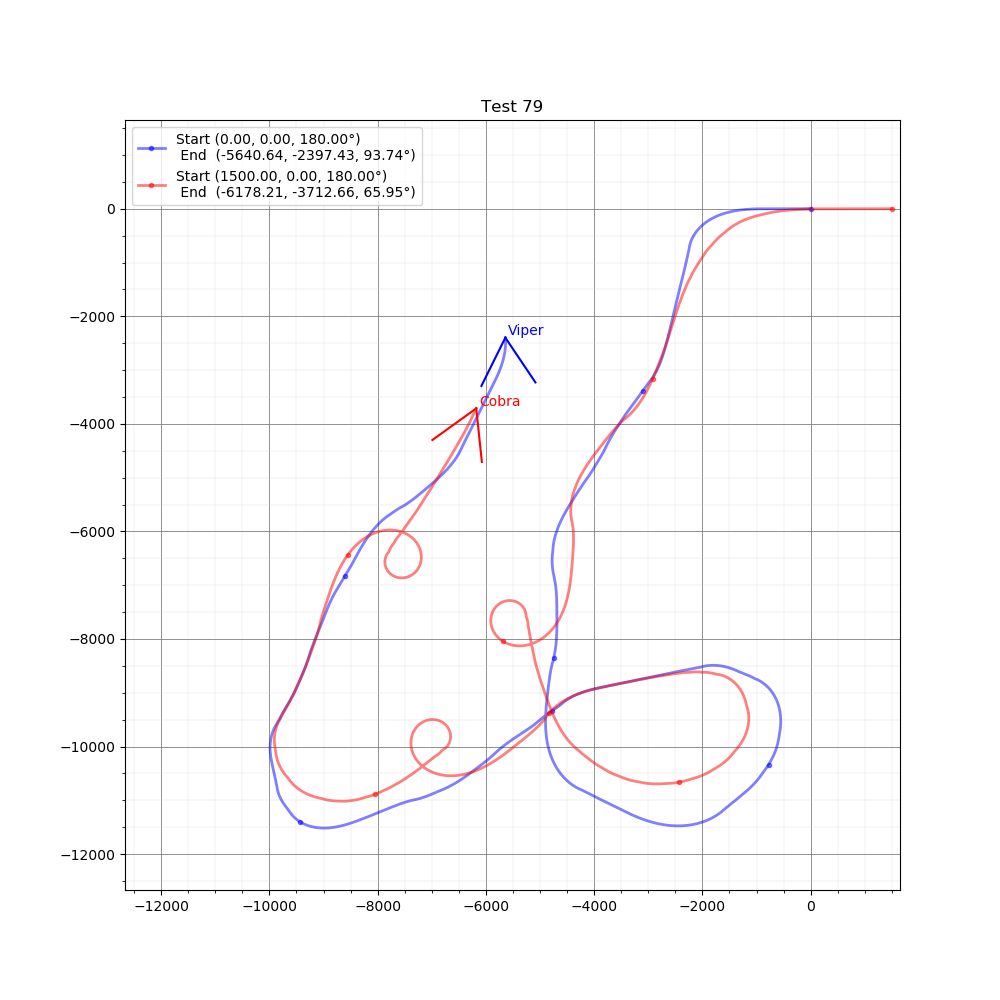 Test 79
Start (0.00, 0.00, 180.00°)
End (-5640.64, -2397.43, 93.74°)
Start (1500.00, 0.00, 180.00°)
End (-6178.21, -3712.66, 65.95°)
0
−2000
−4000
−6000
−8000
−10000
−12000
Viper
Cobra
−12000 −10000 −8000 −6000 −4000 −2000 0